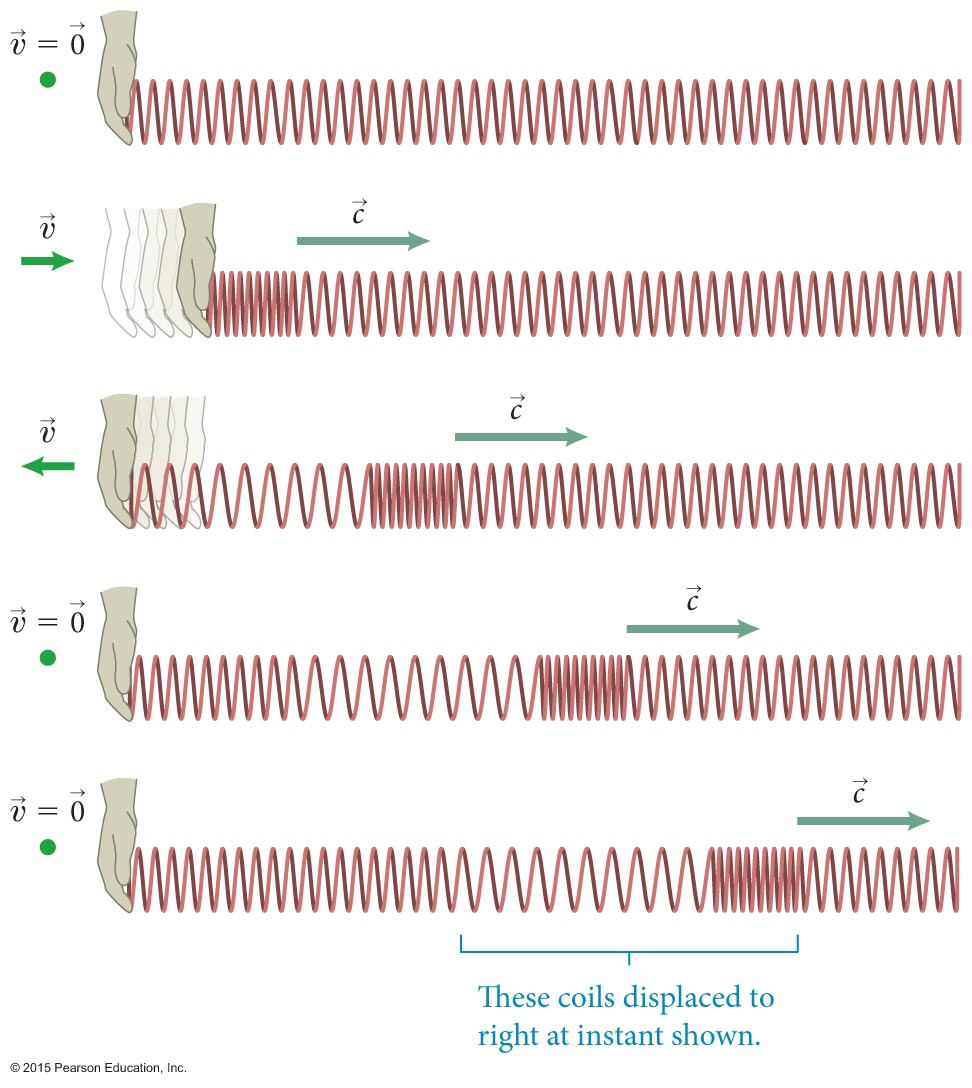 v⃗ = 0⃗
v⃗
c⃗
v⃗
c⃗
v⃗ = 0⃗
c⃗
v⃗ = 0⃗
c⃗
These coils displaced to
right at instant shown.
© 2015 Pearson Education, Inc.